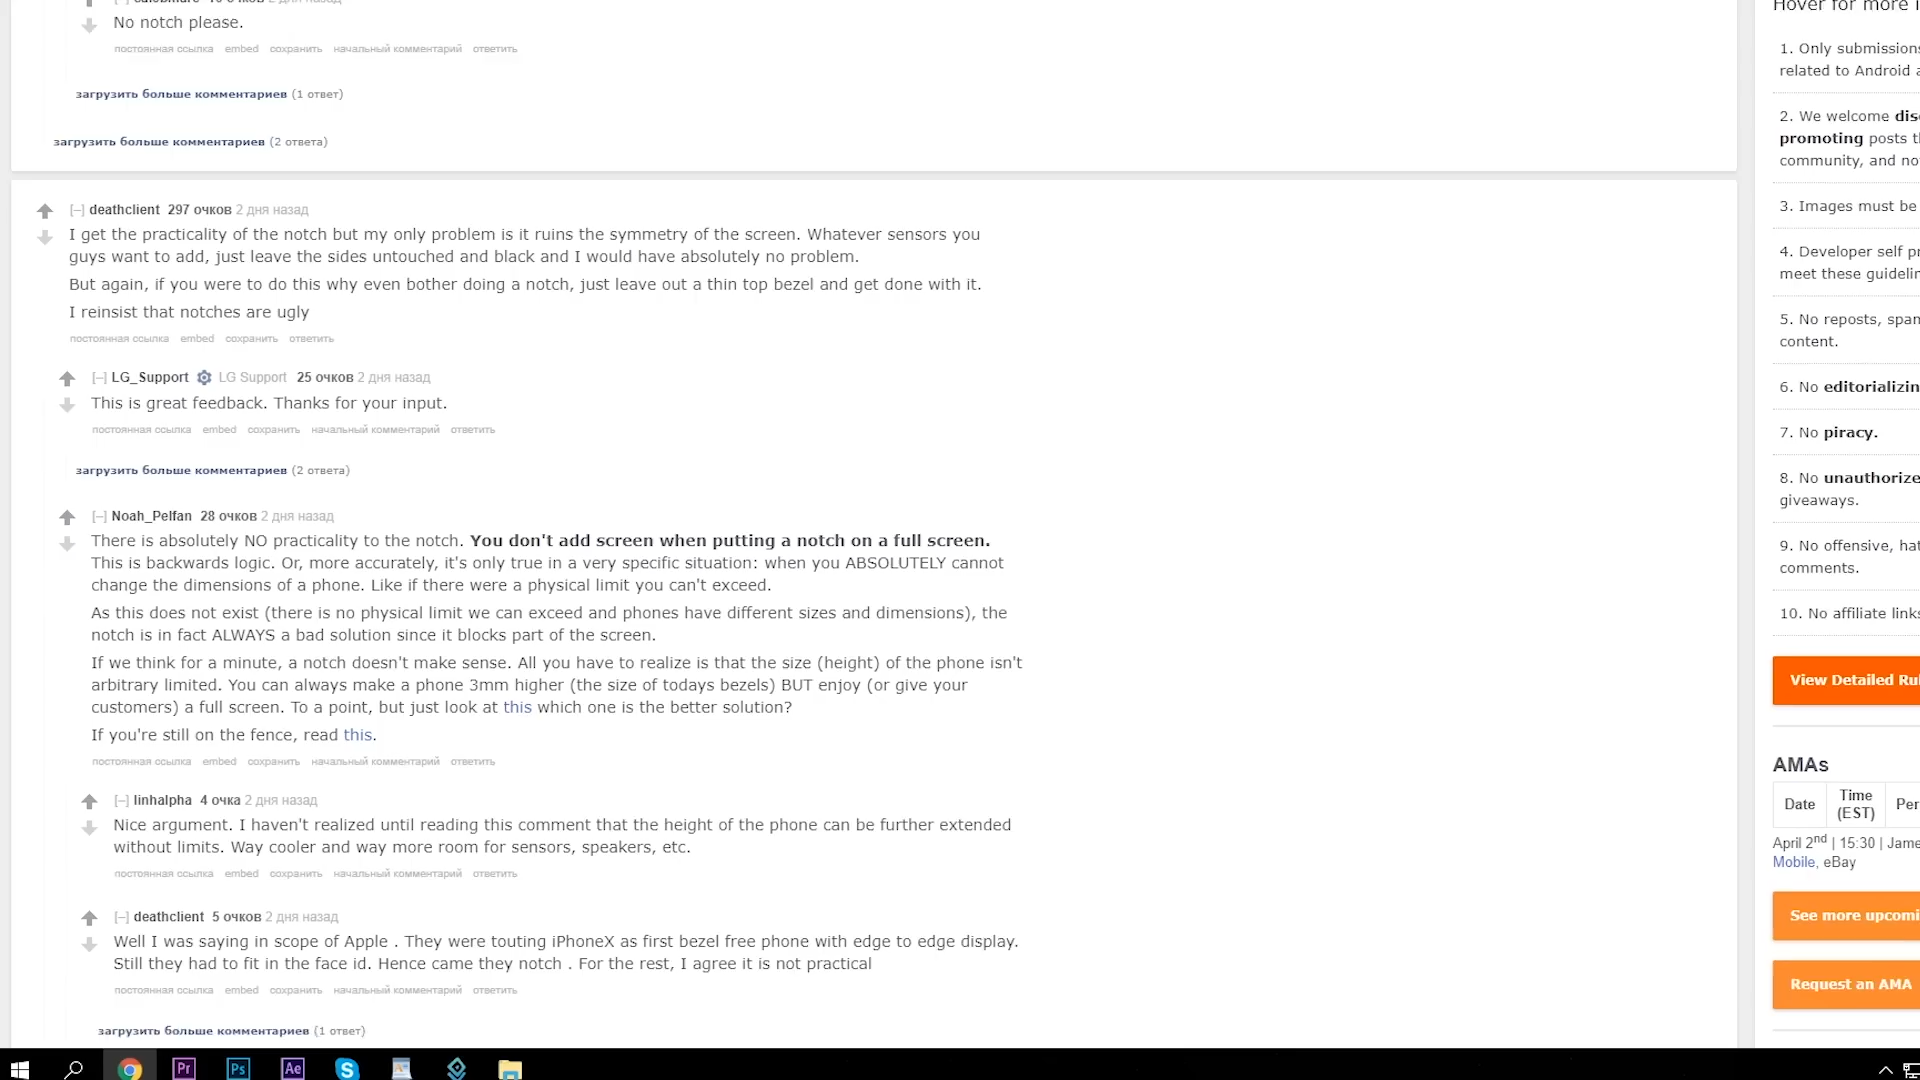 No notch please.
постоянная ссылка embed сохранить начальный комментарий ответить
загрузить больше комментариев (1 ответ)
загрузить больше комментариев (2 ответа)
[–] deathclient 297 очков 2 дня назад
I get the practicality of the notch but my only problem is it ruins the symmetry of the screen. Whatever sensors you
guys want to add, just leave the sides untouched and black and I would have absolutely no problem.
But again, if you were to do this why even bother doing a notch, just leave out a thin top bezel and get done with it.
I reinsist that notches are ugly
постоянная ссылка embed сохранить ответить
[–] LG_Support LG Support 25 очков 2 дня назад
This is great feedback. Thanks for your input.
постоянная ссылка embed сохранить начальный комментарий ответить
загрузить больше комментариев (2 ответа)
[–] Noah_Pelfan 28 очков 2 дня назад
There is absolutely NO practicality to the notch. You don't add screen when putting a notch on a full screen.
This is backwards logic. Or, more accurately, it's only true in a very specific situation: when you ABSOLUTELY cannot
change the dimensions of a phone. Like if there were a physical limit you can't exceed.
As this does not exist (there is no physical limit we can exceed and phones have different sizes and dimensions), the
notch is in fact ALWAYS a bad solution since it blocks part of the screen.
If we think for a minute, a notch doesn't make sense. All you have to realize is that the size (height) of the phone isn't
arbitrary limited. You can always make a phone 3mm higher (the size of todays bezels) BUT enjoy (or give your
customers) a full screen. To a point, but just look at this which one is the better solution?
If you're still on the fence, read this.
постоянная ссылка embed сохранить начальный комментарий ответить
[–] linhalpha 4 очка 2 дня назад
Nice argument. I haven't realized until reading this comment that the height of the phone can be further extended
without limits. Way cooler and way more room for sensors, speakers, etc.
постоянная ссылка embed сохранить начальный комментарий ответить
[–] deathclient 5 очков 2 дня назад
Well I was saying in scope of Apple . They were touting iPhoneX as first bezel free phone with edge to edge display.
Still they had to fit in the face id. Hence came they notch . For the rest, I agree it is not practical
постоянная ссылка embed сохранить начальный комментарий ответить
загрузить больше комментариев (1 ответ)
Hover for more i
1. Only submissions
related to Android a
2. We welcome disc
promoting posts th
community, and no
3. Images must be
4. Developer self pr
meet these guidelin
5. No reposts, spam
content.
6. No editorializin
7. No piracy.
8. No unauthorize
giveaways.
9. No offensive, hat
comments.
10. No affiliate links
View Detailed Rul
AMAs
Date Time (EST) Per
April 2nd | 15:30 | Jame
Mobile, eBay
See more upcomi
Request an AMA
Pr Ps Ae S